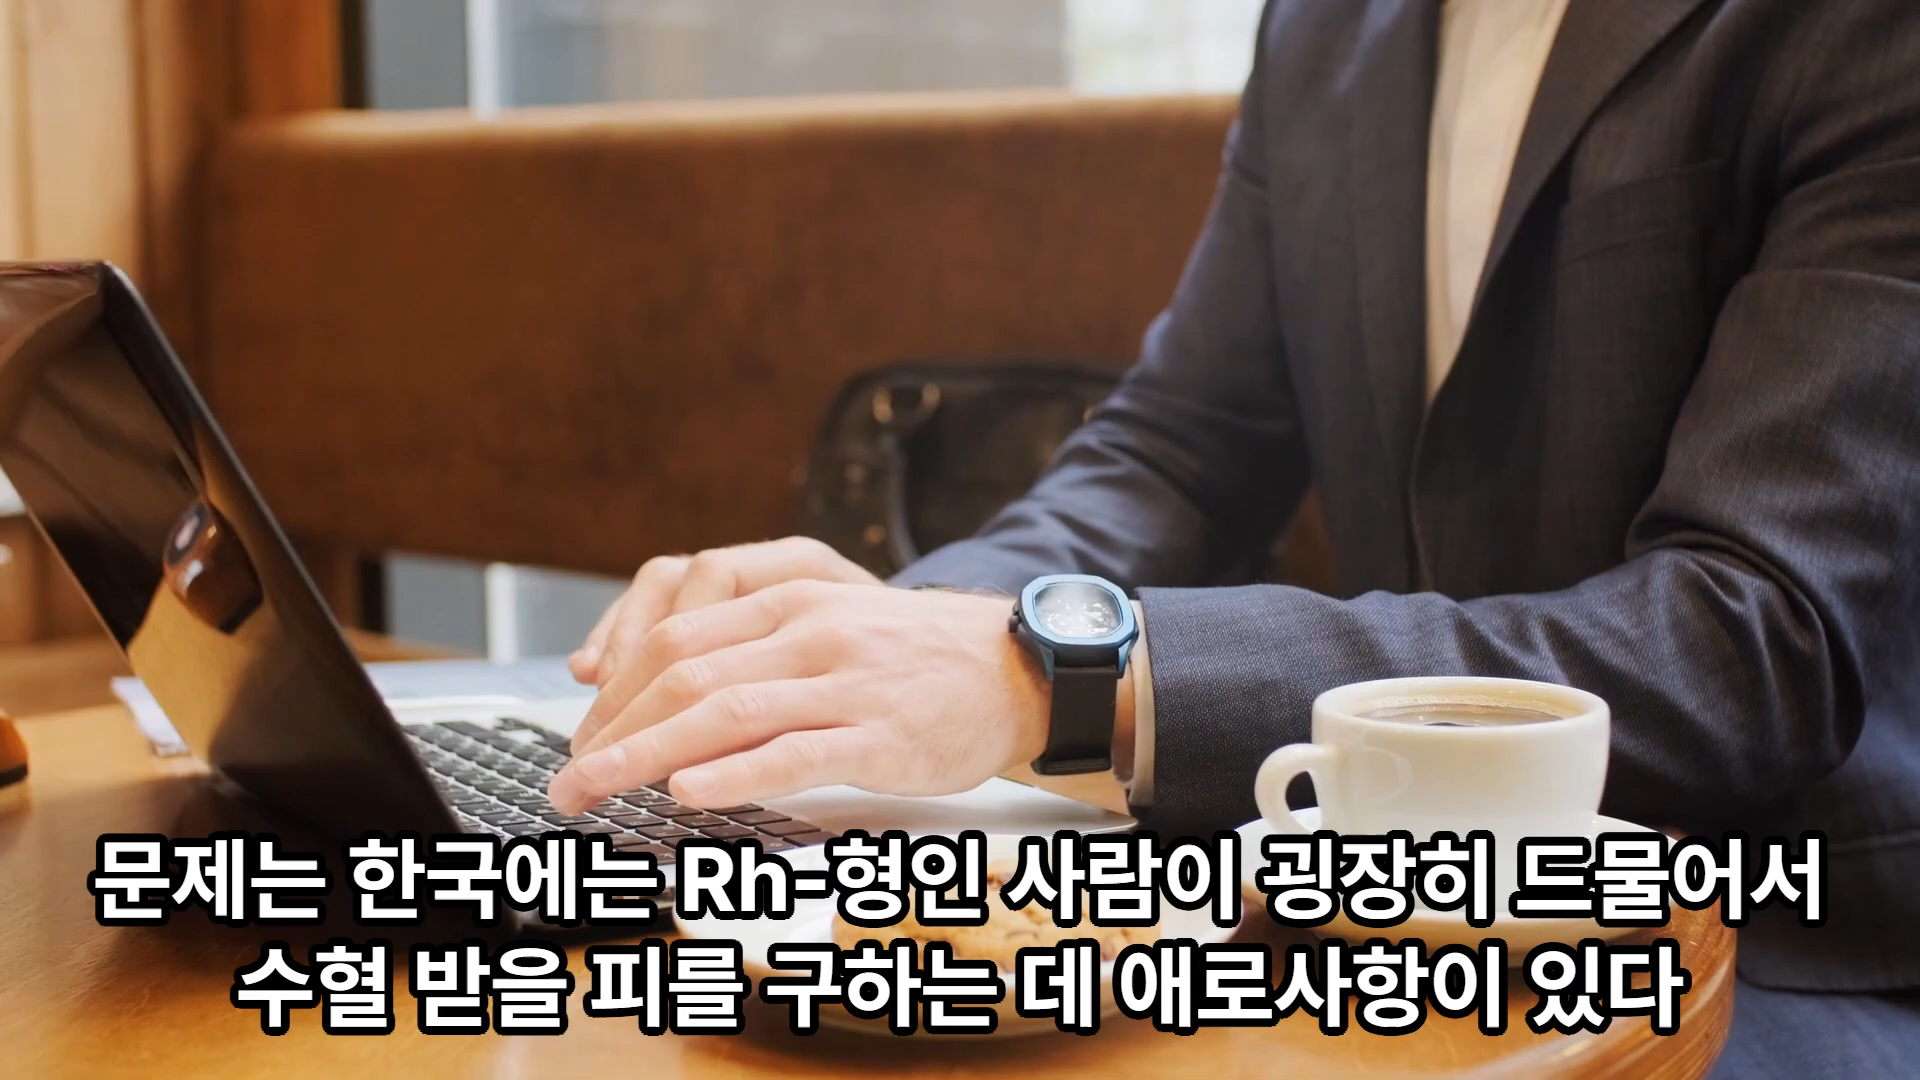 문제는 한국에는 Rh-형인 사람이 굉장히 드물어서
수혈 받을 피를 구하는 데 애로사항이 있다